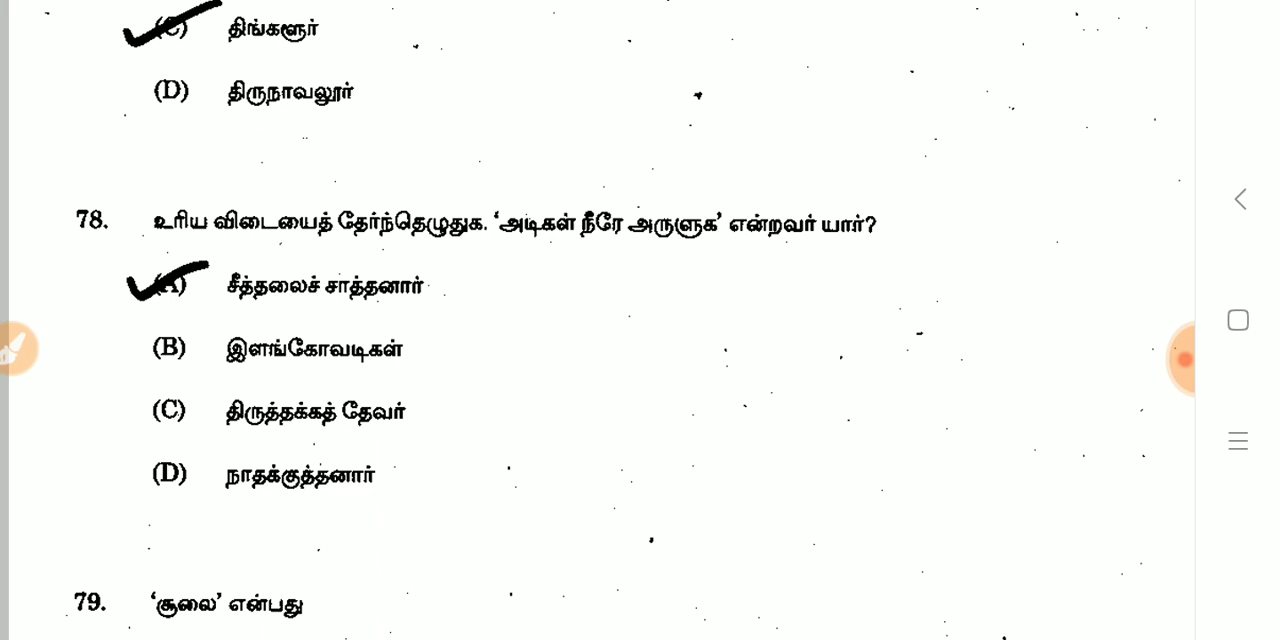 (C) திங்களூர்
(D) திருநாவலூர்
78. உரிய விடையைத் தேர்ந்தெழுதுக. ‘அடிகள் நீரே அருளுக’ என்றவர் யார்?
(A) சீத்தலைச் சாத்தனார்
(B) இளங்கோவடிகள்
(C) திருத்தக்கத் தேவர்
(D) நாதக்குத்தனார்
79. ‘சூலை’ என்பது